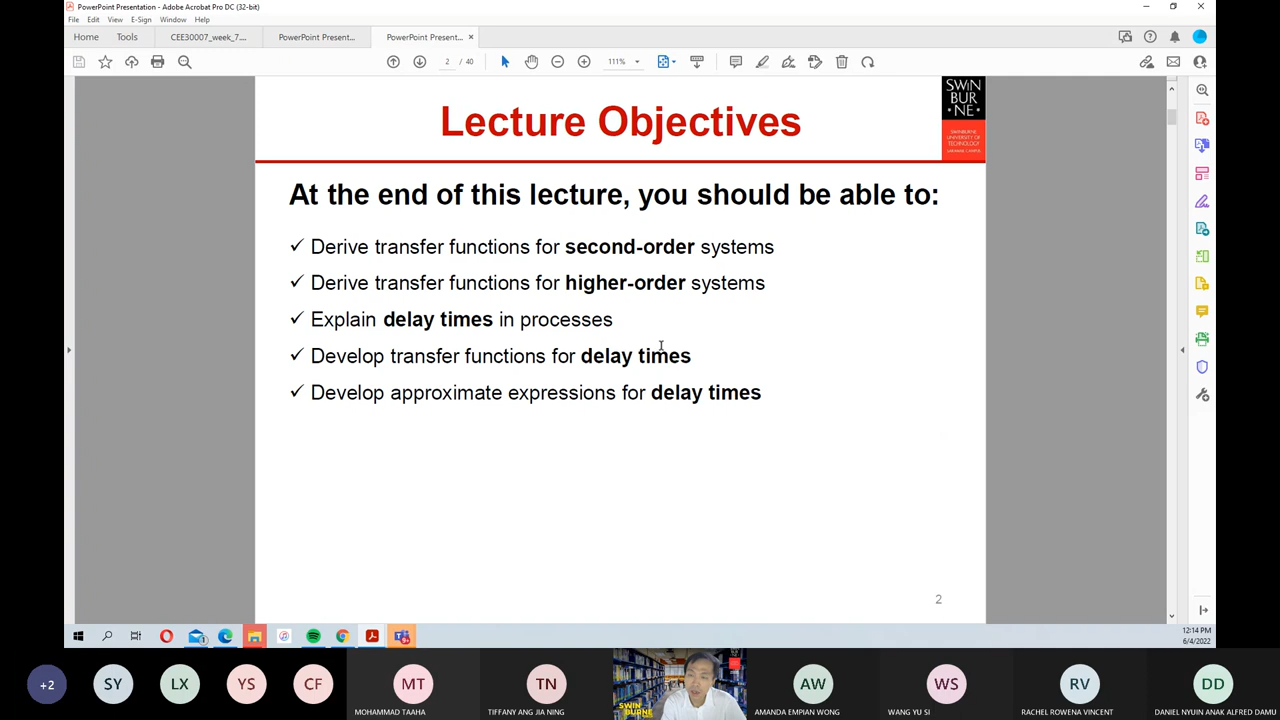 PowerPoint Presentation - Adobe Acrobat Pro DC (32-bit)
File Edit View E-Sign Window Help
Home Tools CEE30007_week_7.... PowerPoint Present... PowerPoint Present... ×
2 / 40 111%
SWIN
BUR
NE
SWINBURNE
UNIVERSITY OF
TECHNOLOGY
SARAWAK CAMPUS
Lecture Objectives
At the end of this lecture, you should be able to:
✓ Derive transfer functions for second-order systems
✓ Derive transfer functions for higher-order systems
✓ Explain delay times in processes
✓ Develop transfer functions for delay times
✓ Develop approximate expressions for delay times
2
12:14 PM
6/4/2022
+2 SY LX YS CF MT TN AW WS RV DD
SWIN
BURNE
MOHAMMAD TAAHA TIFFANY ANG JIA NING AMANDA EMPIAN WONG WANG YU SI RACHEL ROWENA VINCENT DANIEL NYUIN ANAK ALFRED DAMU